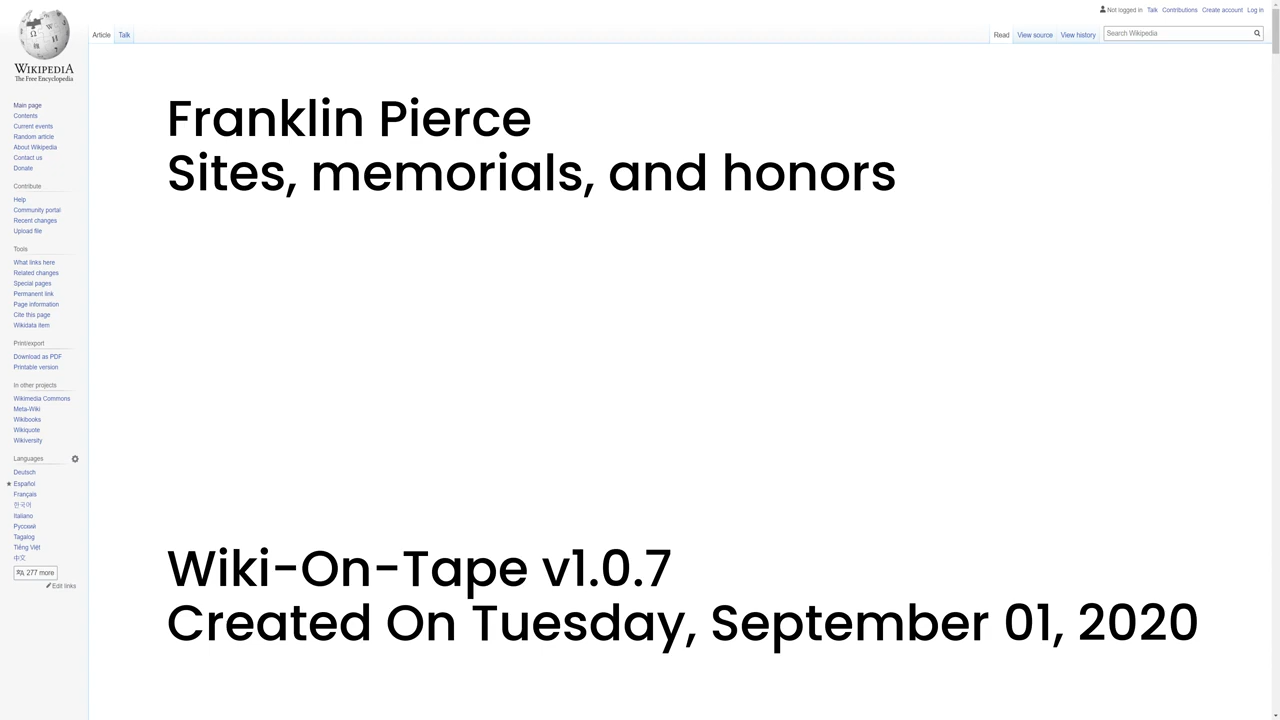 Not logged in Talk Contributions Create account Log in
Article Talk Read View source View history Search Wikipedia
WIKIPEDIA
The Free Encyclopedia
Main page
Contents
Current events
Random article
About Wikipedia
Contact us
Donate
Contribute
Help
Community portal
Recent changes
Upload file
Tools
What links here
Related changes
Special pages
Permanent link
Page information
Cite this page
Wikidata item
Print/export
Download as PDF
Printable version
In other projects
Wikimedia Commons
Meta-Wiki
Wikibooks
Wikiquote
Wikiversity
Languages
Deutsch
Español
Français
한국어
Italiano
Русский
Tagalog
Tiếng Việt
中文
277 more
Edit links
Franklin Pierce
Sites, memorials, and honors
Wiki-On-Tape v1.0.7
Created On Tuesday, September 01, 2020